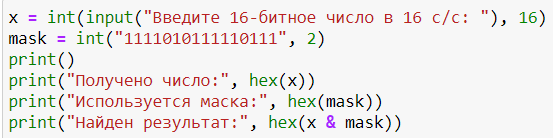 x = int(input("Введите 16-битное число в 16 с/с: "), 16)
mask = int("1111010111110111", 2)
print()
print("Получено число:", hex(x))
print("Используется маска:", hex(mask))
print("Найден результат:", hex(x & mask))